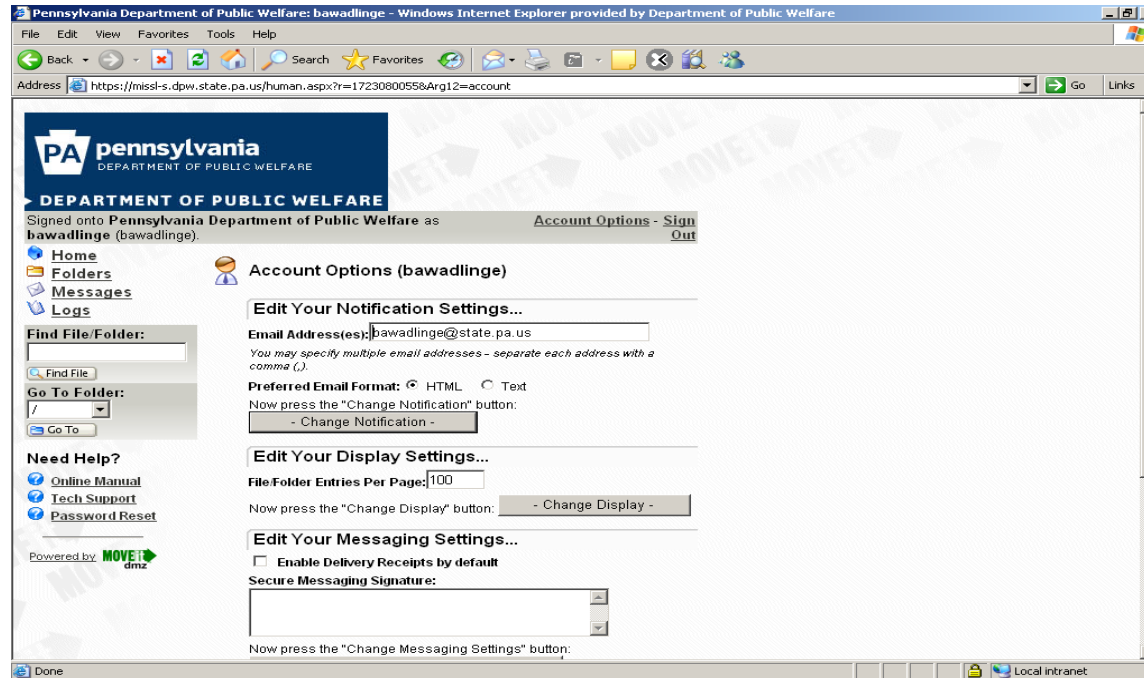 Pennsylvania Department of Public Welfare: bawadlinge - Windows Internet Explorer provided by Department of Public Welfare
File Edit View Favorites Tools Help
Back Search Favorites
Address https://missl-s.dpw.state.pa.us/human.aspx?r=1723080055&Arg12=account Go Links
PA pennsylvania
DEPARTMENT OF PUBLIC WELFARE
DEPARTMENT OF PUBLIC WELFARE
Signed onto Pennsylvania Department of Public Welfare as
bawadlinge (bawadlinge).
Account Options - Sign
Out
Home
Folders
Messages
Logs
Find File/Folder:
Find File
Go To Folder:
/
Go To
Need Help?
Online Manual
Tech Support
Password Reset
Powered by MOVEit
dmz
Account Options (bawadlinge)
Edit Your Notification Settings...
Email Address(es): bawadlinge@state.pa.us
You may specify multiple email addresses - separate each address with a
comma (,).
Preferred Email Format: HTML Text
Now press the "Change Notification" button:
- Change Notification -
Edit Your Display Settings...
File/Folder Entries Per Page: 100
Now press the "Change Display" button: - Change Display -
Edit Your Messaging Settings...
Enable Delivery Receipts by default
Secure Messaging Signature:
Now press the "Change Messaging Settings" button:
Done Local intranet